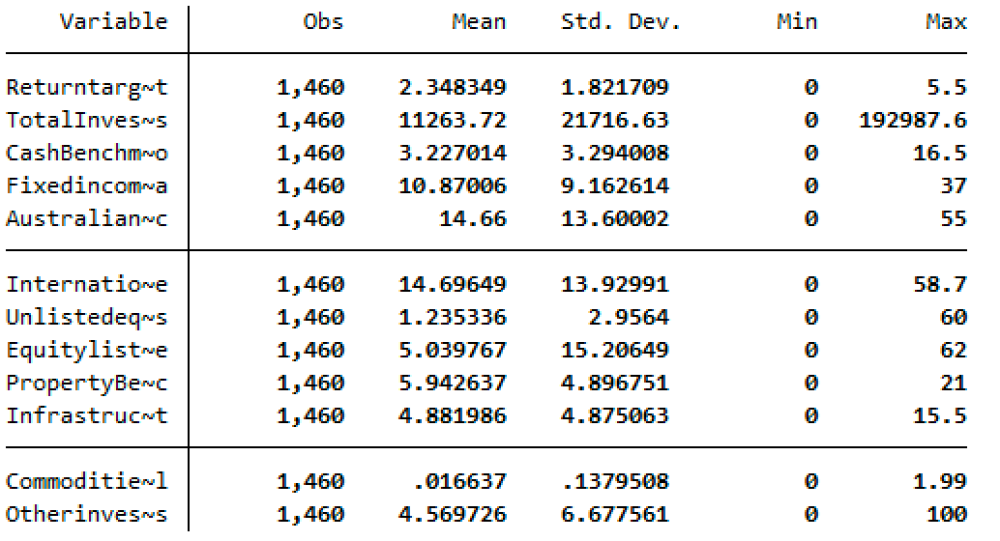 Variable Obs Mean Std. Dev. Min Max
Returntarg~t 1,460 2.348349 1.821709 0 5.5
TotalInves~s 1,460 11263.72 21716.63 0 192987.6
CashBenchm~o 1,460 3.227014 3.294008 0 16.5
Fixedincom~a 1,460 10.87006 9.162614 0 37
Australian~c 1,460 14.66 13.60002 0 55
Internatio~e 1,460 14.69649 13.92991 0 58.7
Unlistedeq~s 1,460 1.235336 2.9564 0 60
Equitylist~e 1,460 5.039767 15.20649 0 62
PropertyBe~c 1,460 5.942637 4.896751 0 21
Infrastruc~t 1,460 4.881986 4.875063 0 15.5
Commoditie~l 1,460 .016637 .1379508 0 1.99
Otherinves~s 1,460 4.569726 6.677561 0 100